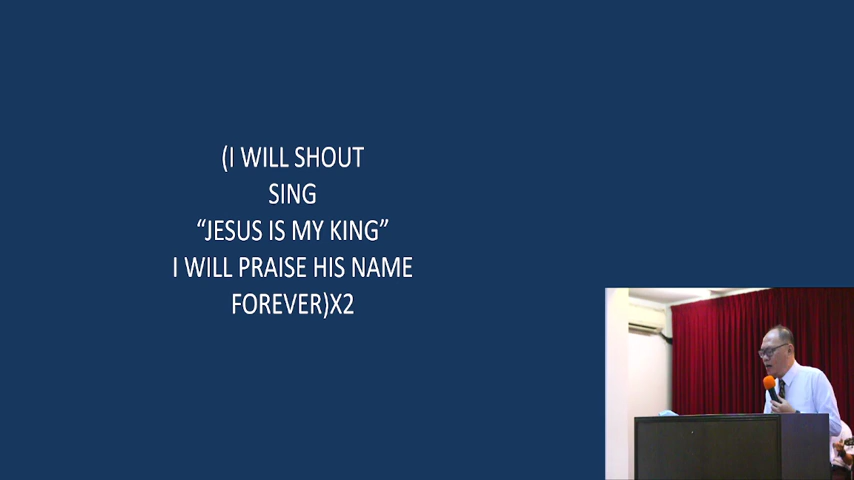 (I WILL SHOUT
SING
“JESUS IS MY KING”
I WILL PRAISE HIS NAME
FOREVER)X2